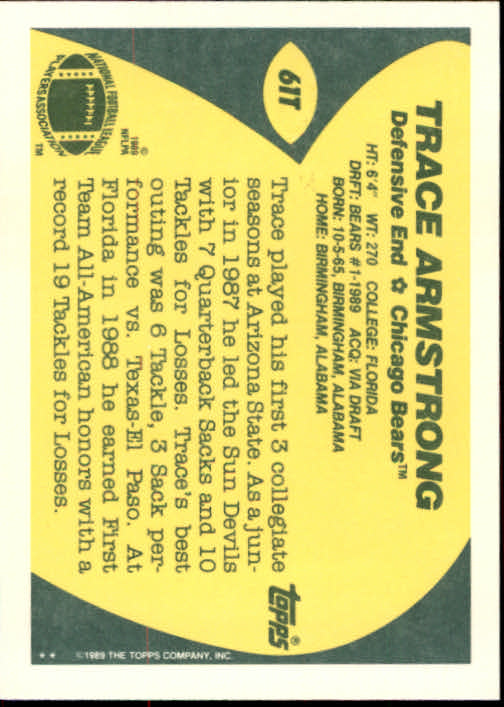 61T
TRACE ARMSTRONG
Defensive End ✩ Chicago Bears™
HT: 6'4" WT: 270 COLLEGE: FLORIDA
DRFT: BEARS #1-1989 ACQ: VIA DRAFT
BORN: 10-5-65, BIRMINGHAM, ALABAMA
HOME: BIRMINGHAM, ALABAMA
Trace played his first 3 collegiate
seasons at Arizona State. As a jun-
ior in 1987 he led the Sun Devils
with 7 Quarterback Sacks and 10
Tackles for Losses. Trace's best
outing was 6 Tackle, 3 Sack per-
formance vs. Texas-El Paso. At
Florida in 1988 he earned First
Team All-American honors with a
record 19 Tackles for Losses.
NATIONAL FOOTBALL LEAGUE
PLAYERS ASSOCIATION
™
©
1989
NFLPA
topps®
** ©1989 THE TOPPS COMPANY, INC.